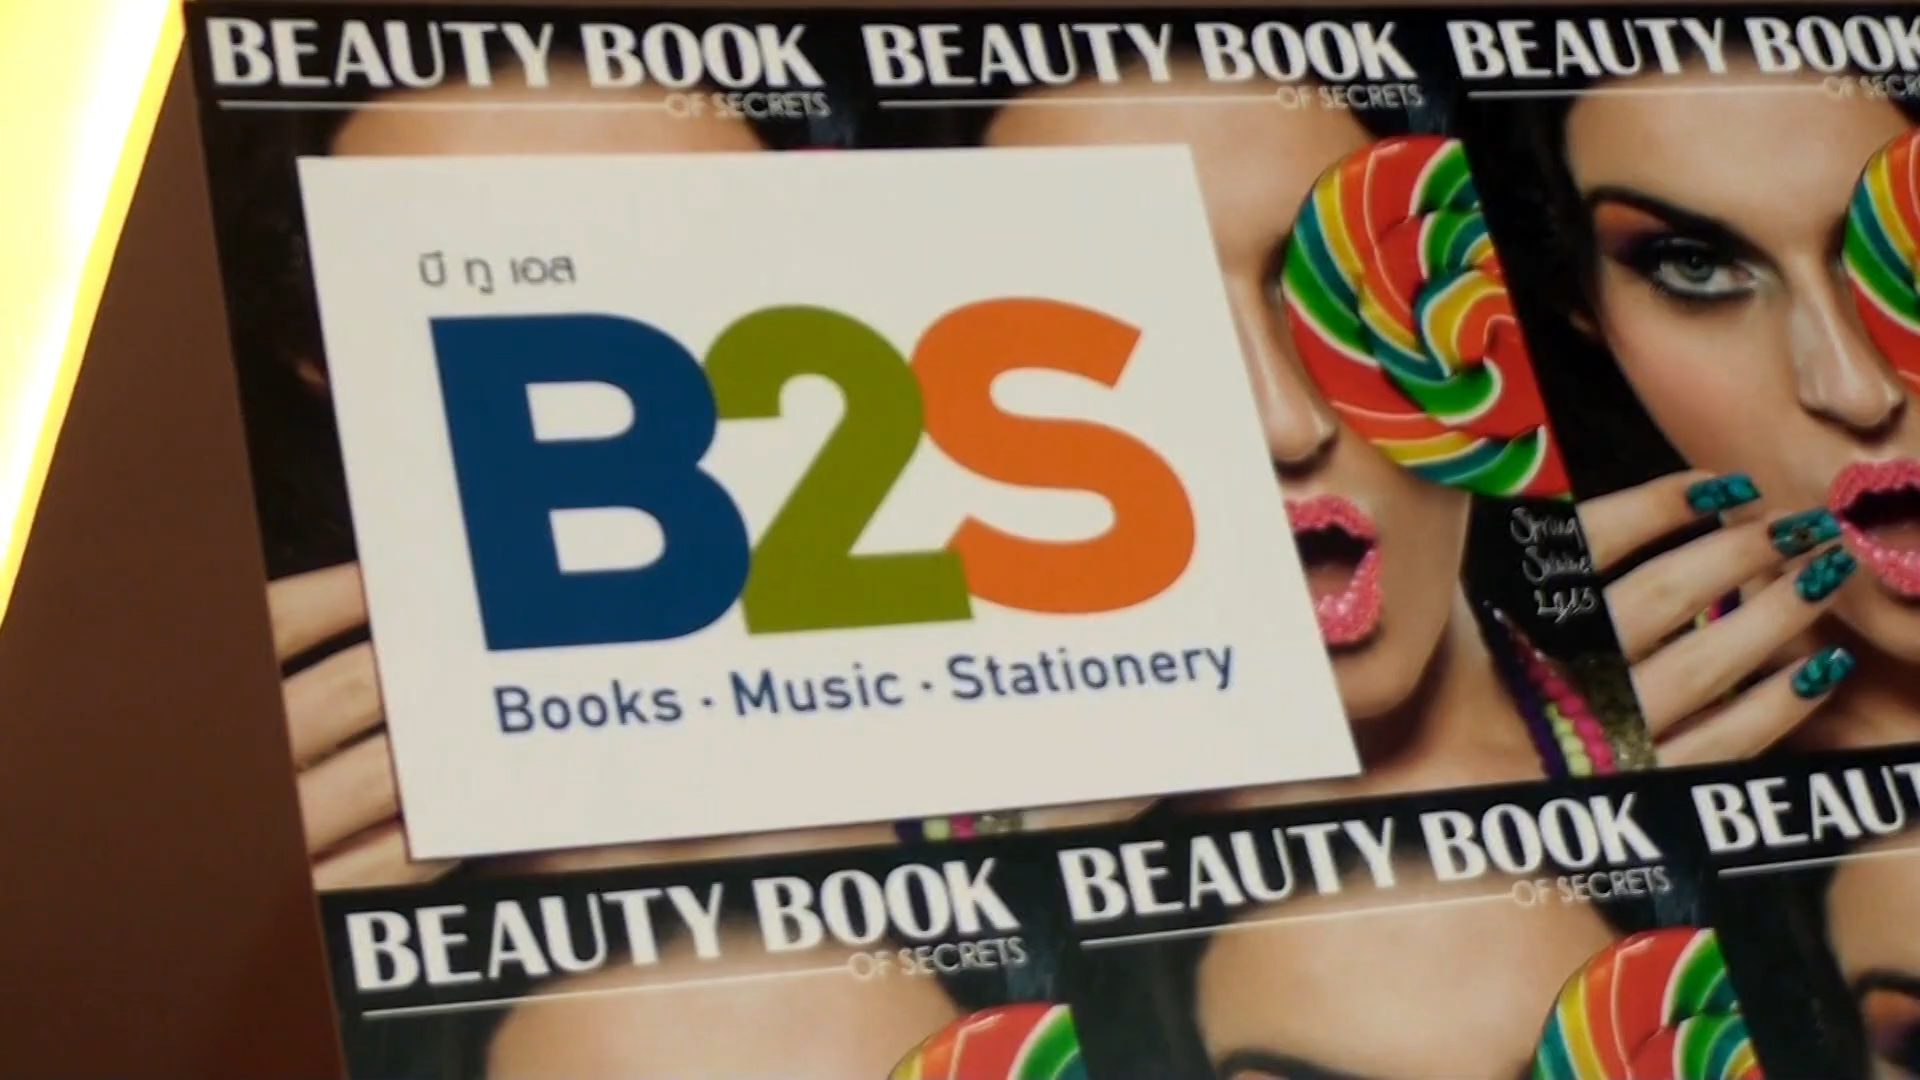 BEAUTY BOOK
OF SECRETS
BEAUTY BOOK
OF SECRETS
BEAUTY BOOK
บี ทู เอส
B2S
Books · Music · Stationery
Spring
BEAUTY BOOK
OF SECRETS
BEAUTY BOOK
OF SECRETS